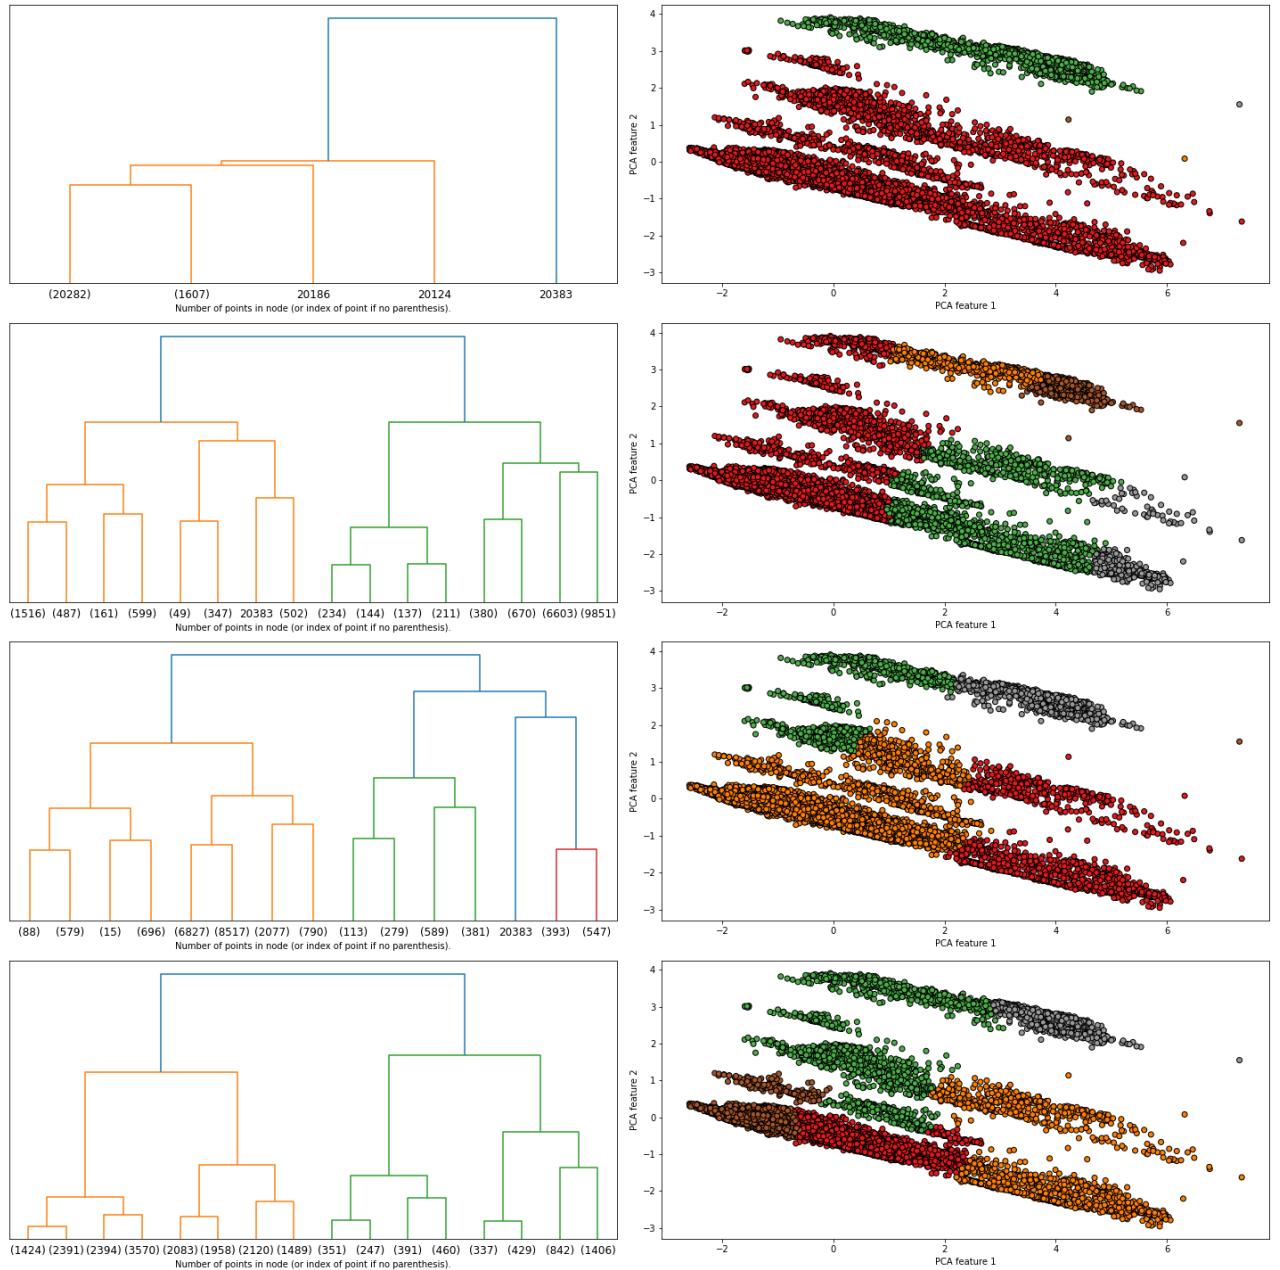 4
3
2
1
0
−1
−2
−3
PCA feature 2
−2 0 2 4 6
PCA feature 1
(20282) (1607) 20186 20124 20383
Number of points in node (or index of point if no parenthesis).
4
3
2
1
0
−1
−2
−3
PCA feature 2
−2 0 2 4 6
PCA feature 1
(1516) (487) (161) (599) (49) (347) 20383 (502) (234) (144) (137) (211) (380) (670) (6603) (9851)
Number of points in node (or index of point if no parenthesis).
4
3
2
1
0
−1
−2
−3
PCA feature 2
−2 0 2 4 6
PCA feature 1
(88) (579) (15) (696) (6827) (8517) (2077) (790) (113) (279) (589) (381) 20383 (393) (547)
Number of points in node (or index of point if no parenthesis).
4
3
2
1
0
−1
−2
−3
PCA feature 2
−2 0 2 4 6
PCA feature 1
(1424) (2391) (2394) (3570) (2083) (1958) (2120) (1489) (351) (247) (391) (460) (337) (429) (842) (1406)
Number of points in node (or index of point if no parenthesis).